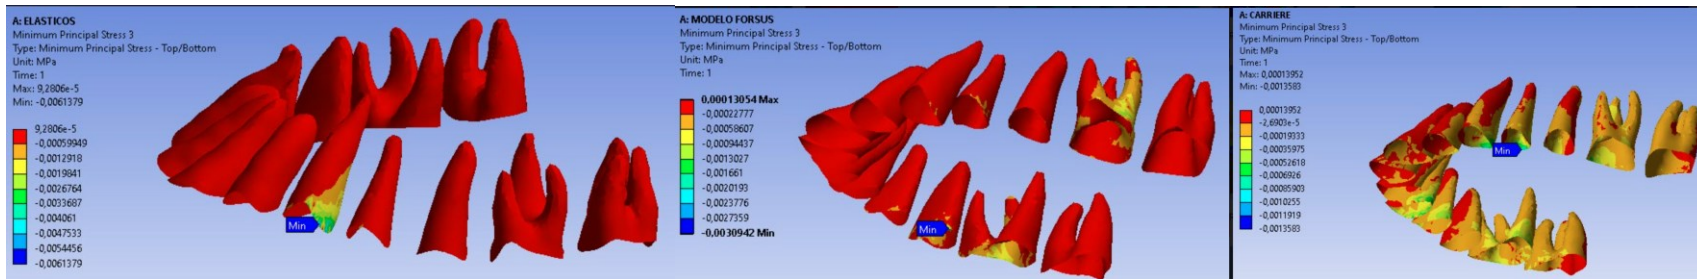 A: ELASTICOS
Minimum Principal Stress 3
Type: Minimum Principal Stress - Top/Bottom
Unit: MPa
Time: 1
Max: 9,2806e-5
Min: -0,0061379
9,2806e-5
-0,00059949
-0,0012918
-0,0019841
-0,0026764
-0,0033687
-0,004061
-0,0047533
-0,0054456
-0,0061379
Min
A: MODELO FORSUS
Minimum Principal Stress 3
Type: Minimum Principal Stress - Top/Bottom
Unit: MPa
Time: 1
0,00013054 Max
-0,00022777
-0,00058607
-0,00094437
-0,0013027
-0,001661
-0,0020193
-0,0023776
-0,0027359
-0,0030942 Min
Min
A: CARRIERE
Minimum Principal Stress 3
Type: Minimum Principal Stress - Top/Bottom
Unit: MPa
Time: 1
Max: 0,00013952
Min: -0,0013583
0,00013952
-2,6903e-5
-0,00019333
-0,00035975
-0,00052618
-0,0006926
-0,00085903
-0,0010255
-0,0011919
-0,0013583
Min